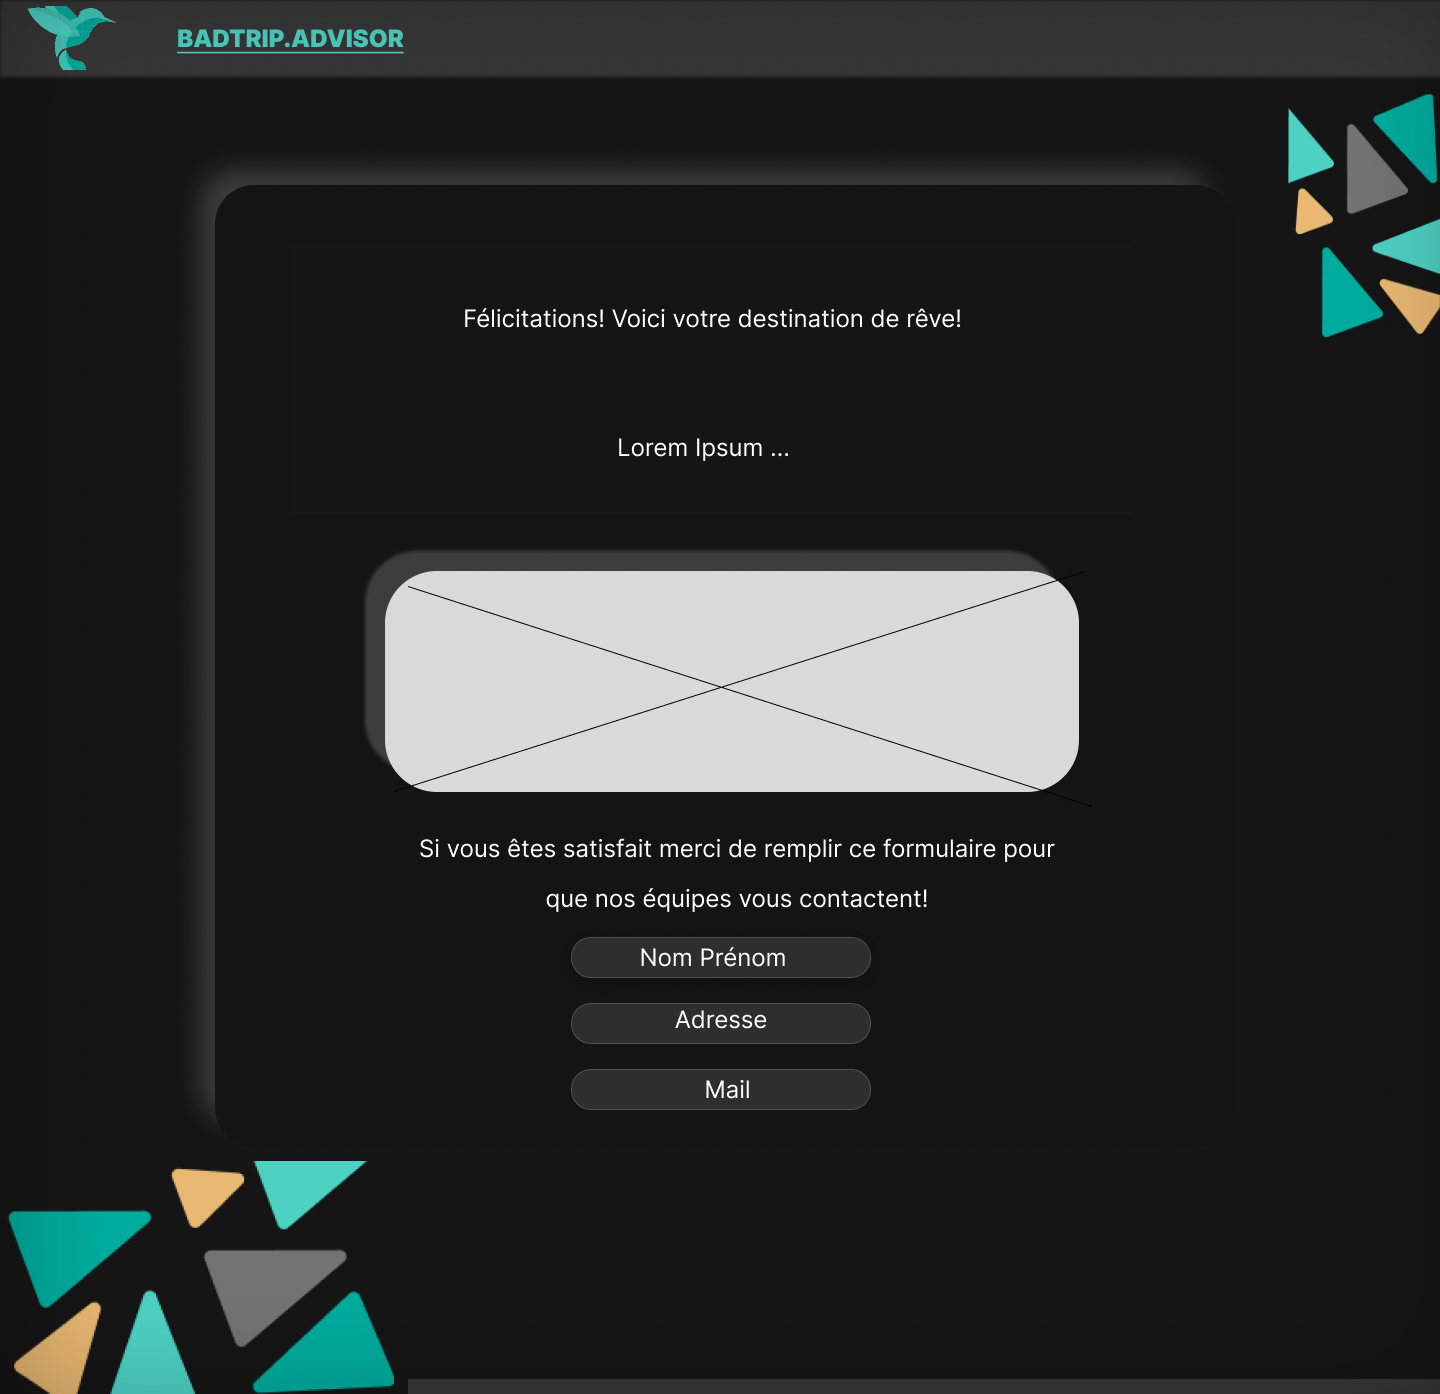 BADTRIP.ADVISOR
Félicitations! Voici votre destination de rêve!
Lorem Ipsum ...
Si vous êtes satisfait merci de remplir ce formulaire pour
que nos équipes vous contactent!
Nom Prénom
Adresse
Mail